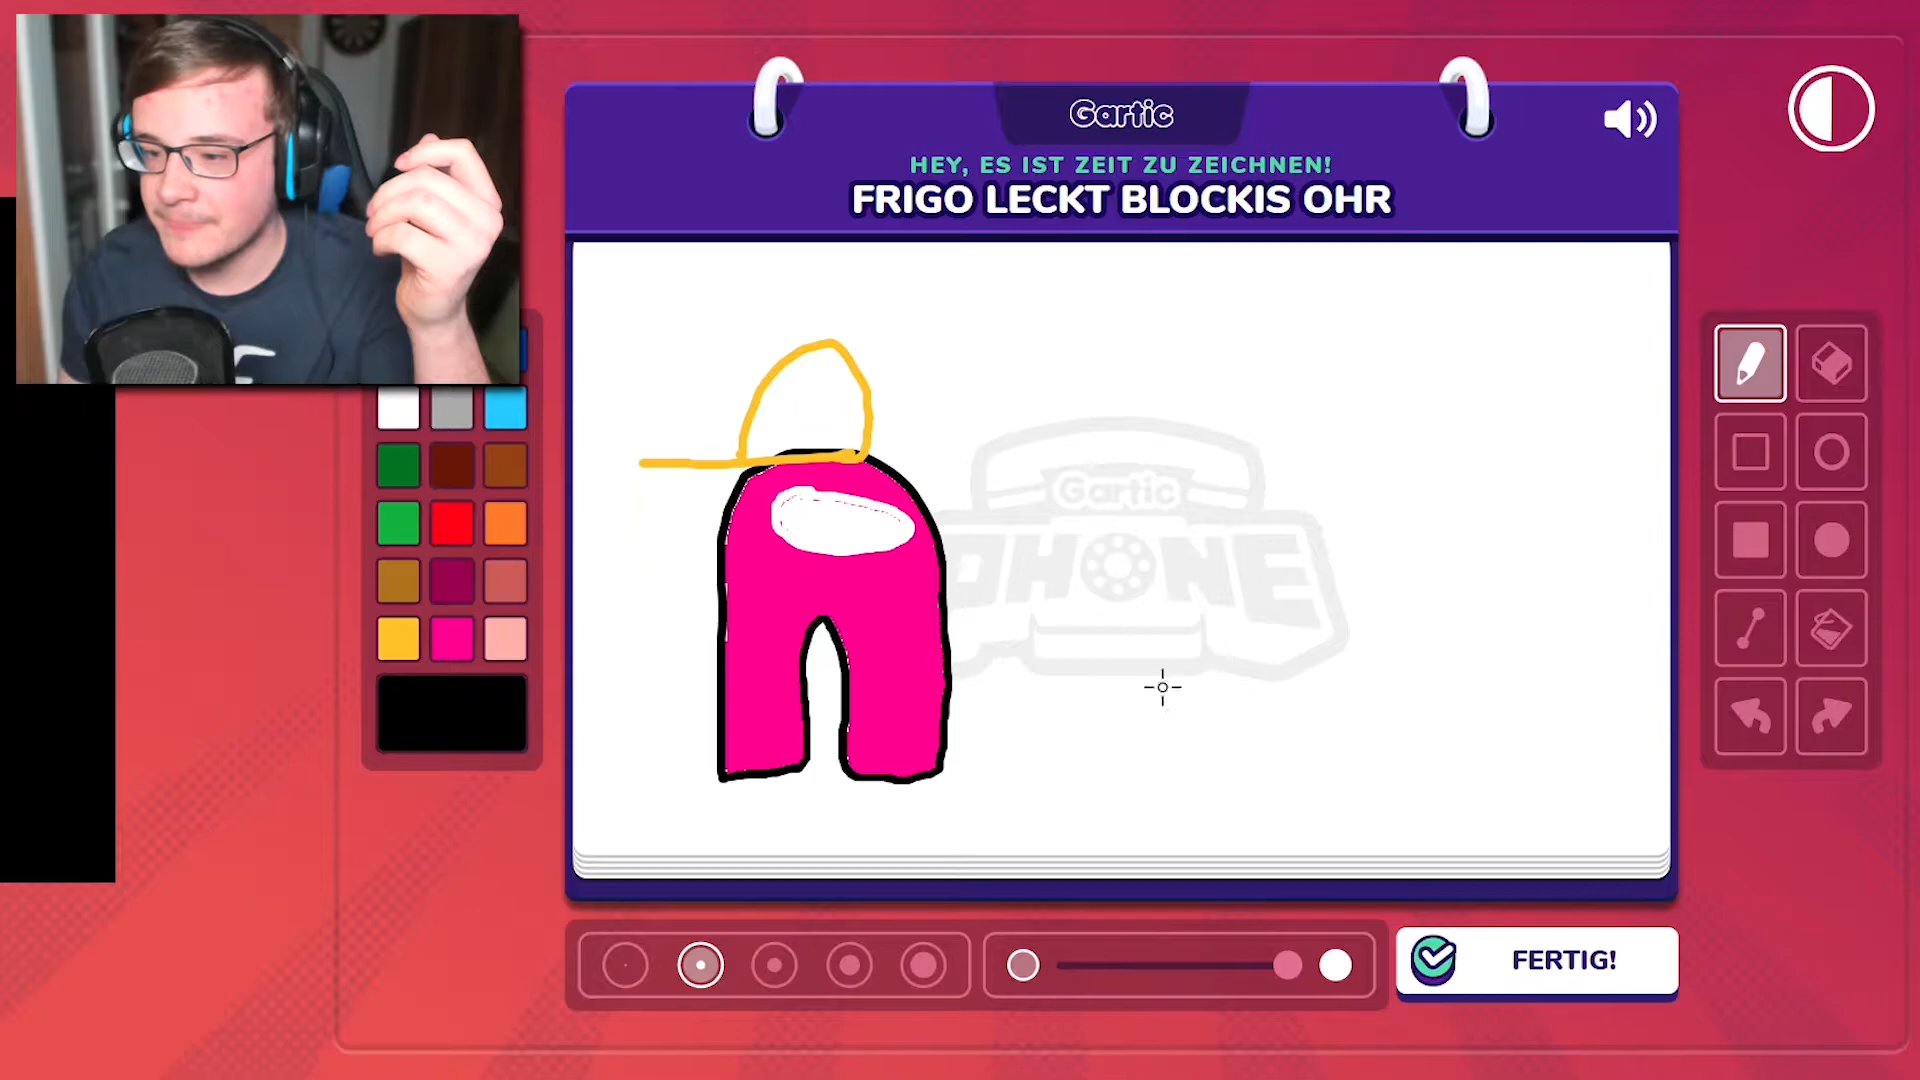 Gartic
HEY, ES IST ZEIT ZU ZEICHNEN!
FRIGO LECKT BLOCKIS OHR
Gartic
PHONE
FERTIG!